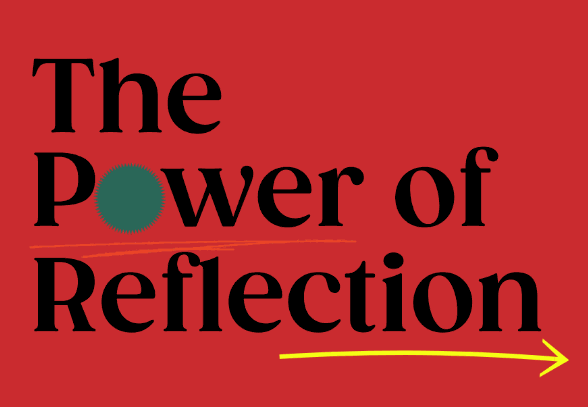 The
Power of
Reflection